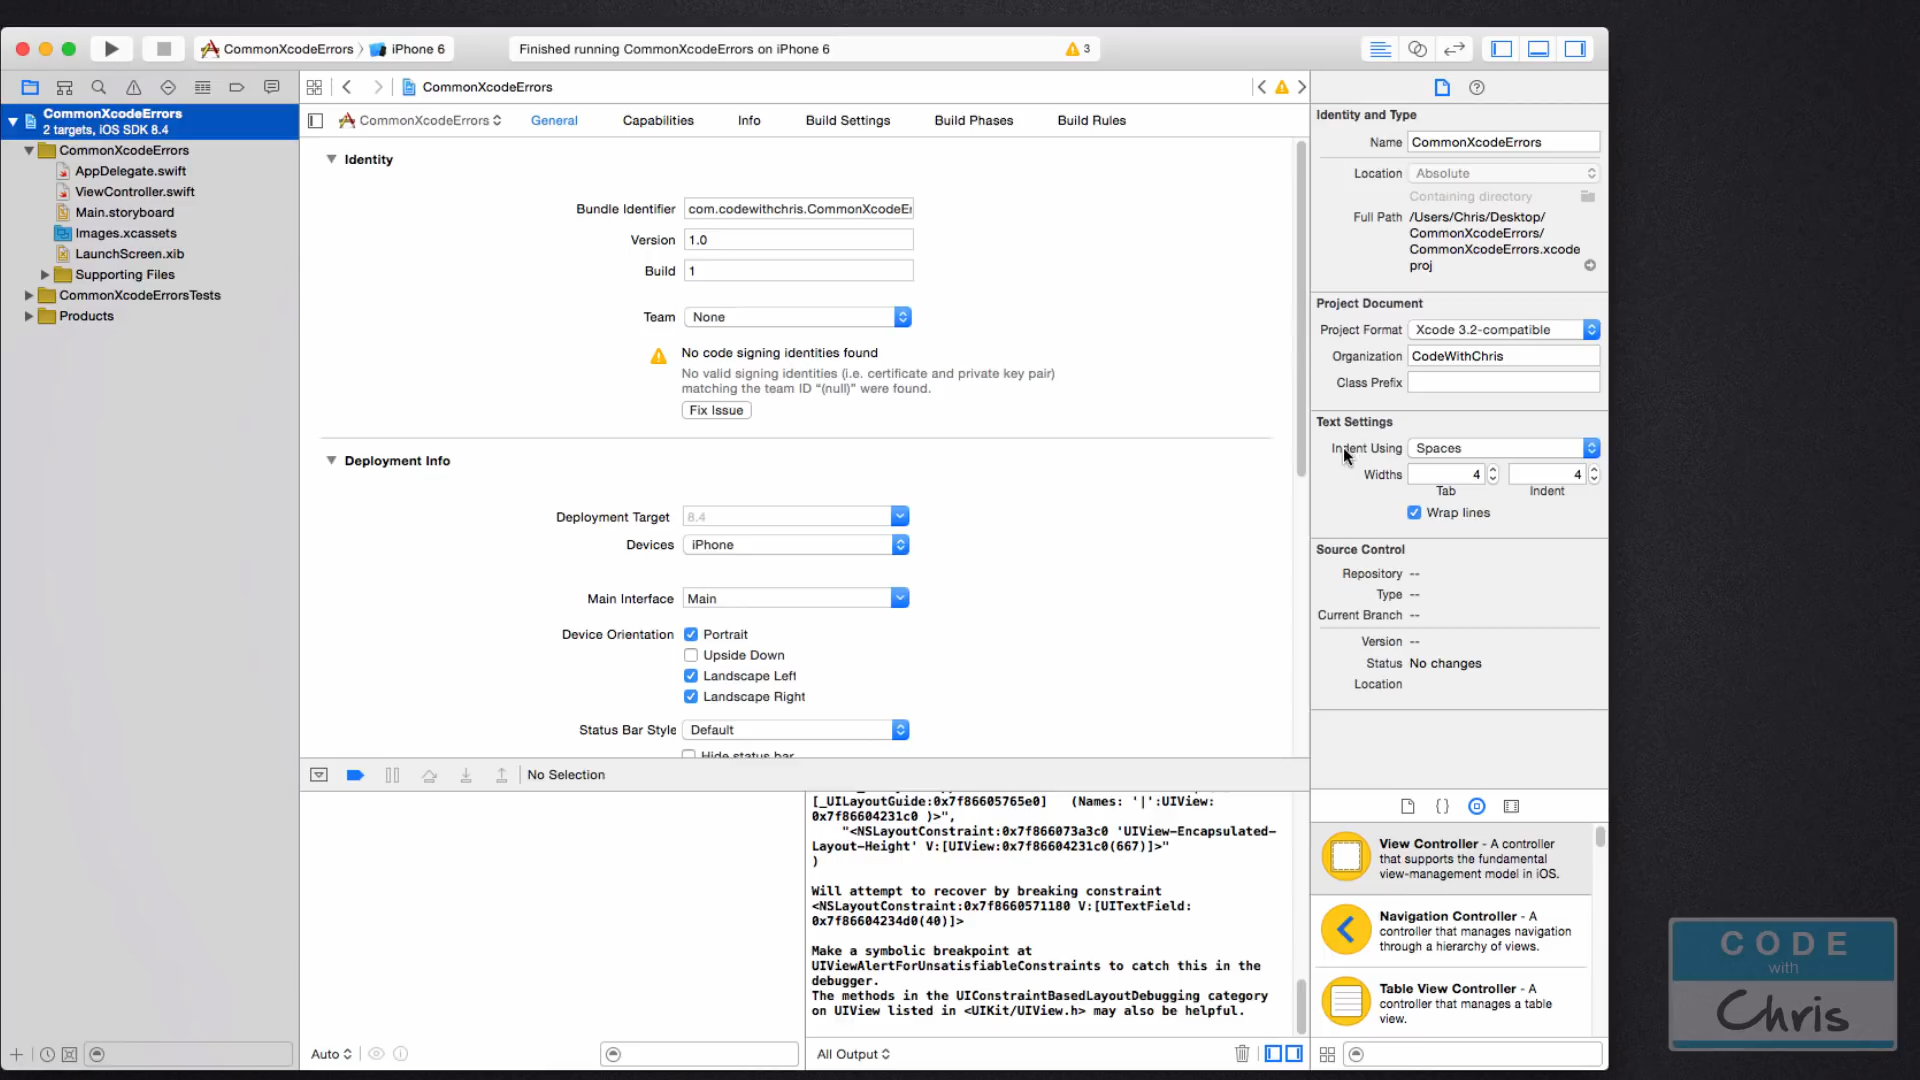 CommonXcodeErrors
iPhone 6
Finished running CommonXcodeErrors on iPhone 6
3
CommonXcodeErrors
2 targets, iOS SDK 8.4
CommonXcodeErrors
AppDelegate.swift
ViewController.swift
Main.storyboard
Images.xcassets
LaunchScreen.xib
Supporting Files
CommonXcodeErrorsTests
Products
CommonXcodeErrors
CommonXcodeErrors
General
Capabilities
Info
Build Settings
Build Phases
Build Rules
Identity
Bundle Identifier com.codewithchris.CommonXcodeEr
Version 1.0
Build 1
Team None
No code signing identities found
No valid signing identities (i.e. certificate and private key pair)
matching the team ID “(null)” were found.
Fix Issue
Deployment Info
Deployment Target 8.4
Devices iPhone
Main Interface Main
Device Orientation Portrait
Upside Down
Landscape Left
Landscape Right
Status Bar Style Default
Hide status bar
No Selection
[_UILayoutGuide:0x7f86605765e0] (Names: '|':UIView:
0x7f86604231c0 )>",
"<NSLayoutConstraint:0x7f866073a3c0 'UIView-Encapsulated-
Layout-Height' V:[UIView:0x7f86604231c0(667)]>"
)
Will attempt to recover by breaking constraint
<NSLayoutConstraint:0x7f8660571180 V:[UITextField:
0x7f86604234d0(40)]>
Make a symbolic breakpoint at
UIViewAlertForUnsatisfiableConstraints to catch this in the
debugger.
The methods in the UIConstraintBasedLayoutDebugging category
on UIView listed in <UIKit/UIView.h> may also be helpful.
Auto
All Output
Identity and Type
Name CommonXcodeErrors
Location Absolute
Containing directory
Full Path /Users/Chris/Desktop/
CommonXcodeErrors/
CommonXcodeErrors.xcode
proj
Project Document
Project Format Xcode 3.2-compatible
Organization CodeWithChris
Class Prefix
Text Settings
Indent Using Spaces
Widths 4 4
Tab Indent
Wrap lines
Source Control
Repository --
Type --
Current Branch --
Version --
Status No changes
Location
{}
View Controller - A controller
that supports the fundamental
view-management model in iOS.
Navigation Controller - A
controller that manages navigation
through a hierarchy of views.
Table View Controller - A
controller that manages a table
view.
CODE
with
Chris